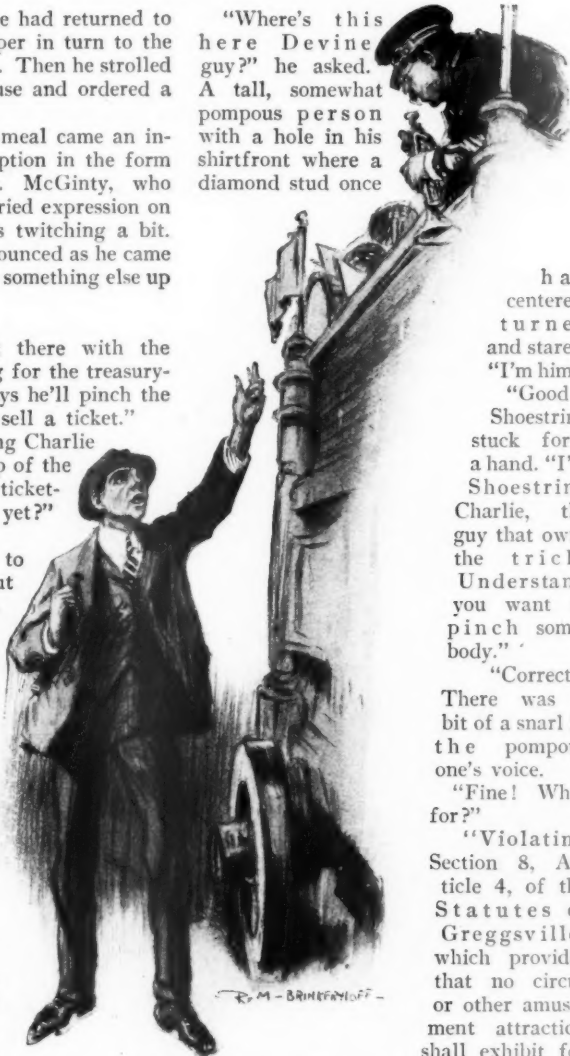 e had returned to
per in turn to the
. Then he strolled
use and ordered a
meal came an in-
ption in the form
. McGinty, who
ried expression on
s twitching a bit.
ounced as he came
something else up
there with the
g for the treasury-
ys he'll pinch the
sell a ticket."
ng Charlie
p of the
ticket-
yet?"
to
nt
"Where's this
here Devine
guy?" he asked.
A tall, somewhat
pompous person
with a hole in his
shirtfront where a
diamond stud once
ha
centere
turne
and stare
"I'm him
"Good
Shoestrin
stuck for
a hand. "I'
Shoestrin
Charlie, th
guy that own
the trick
Understan
you want
pinch som
body."
"Correct
There was
bit of a snarl
the pompou
one's voice.
"Fine! Wh
for?"
"Violatin
Section 8, A
ticle 4, of th
Statutes o
Greggsville
which provid
that no circu
or other amus
ment attracti
shall exhibit fo
R.M-BRINKERHOFF-